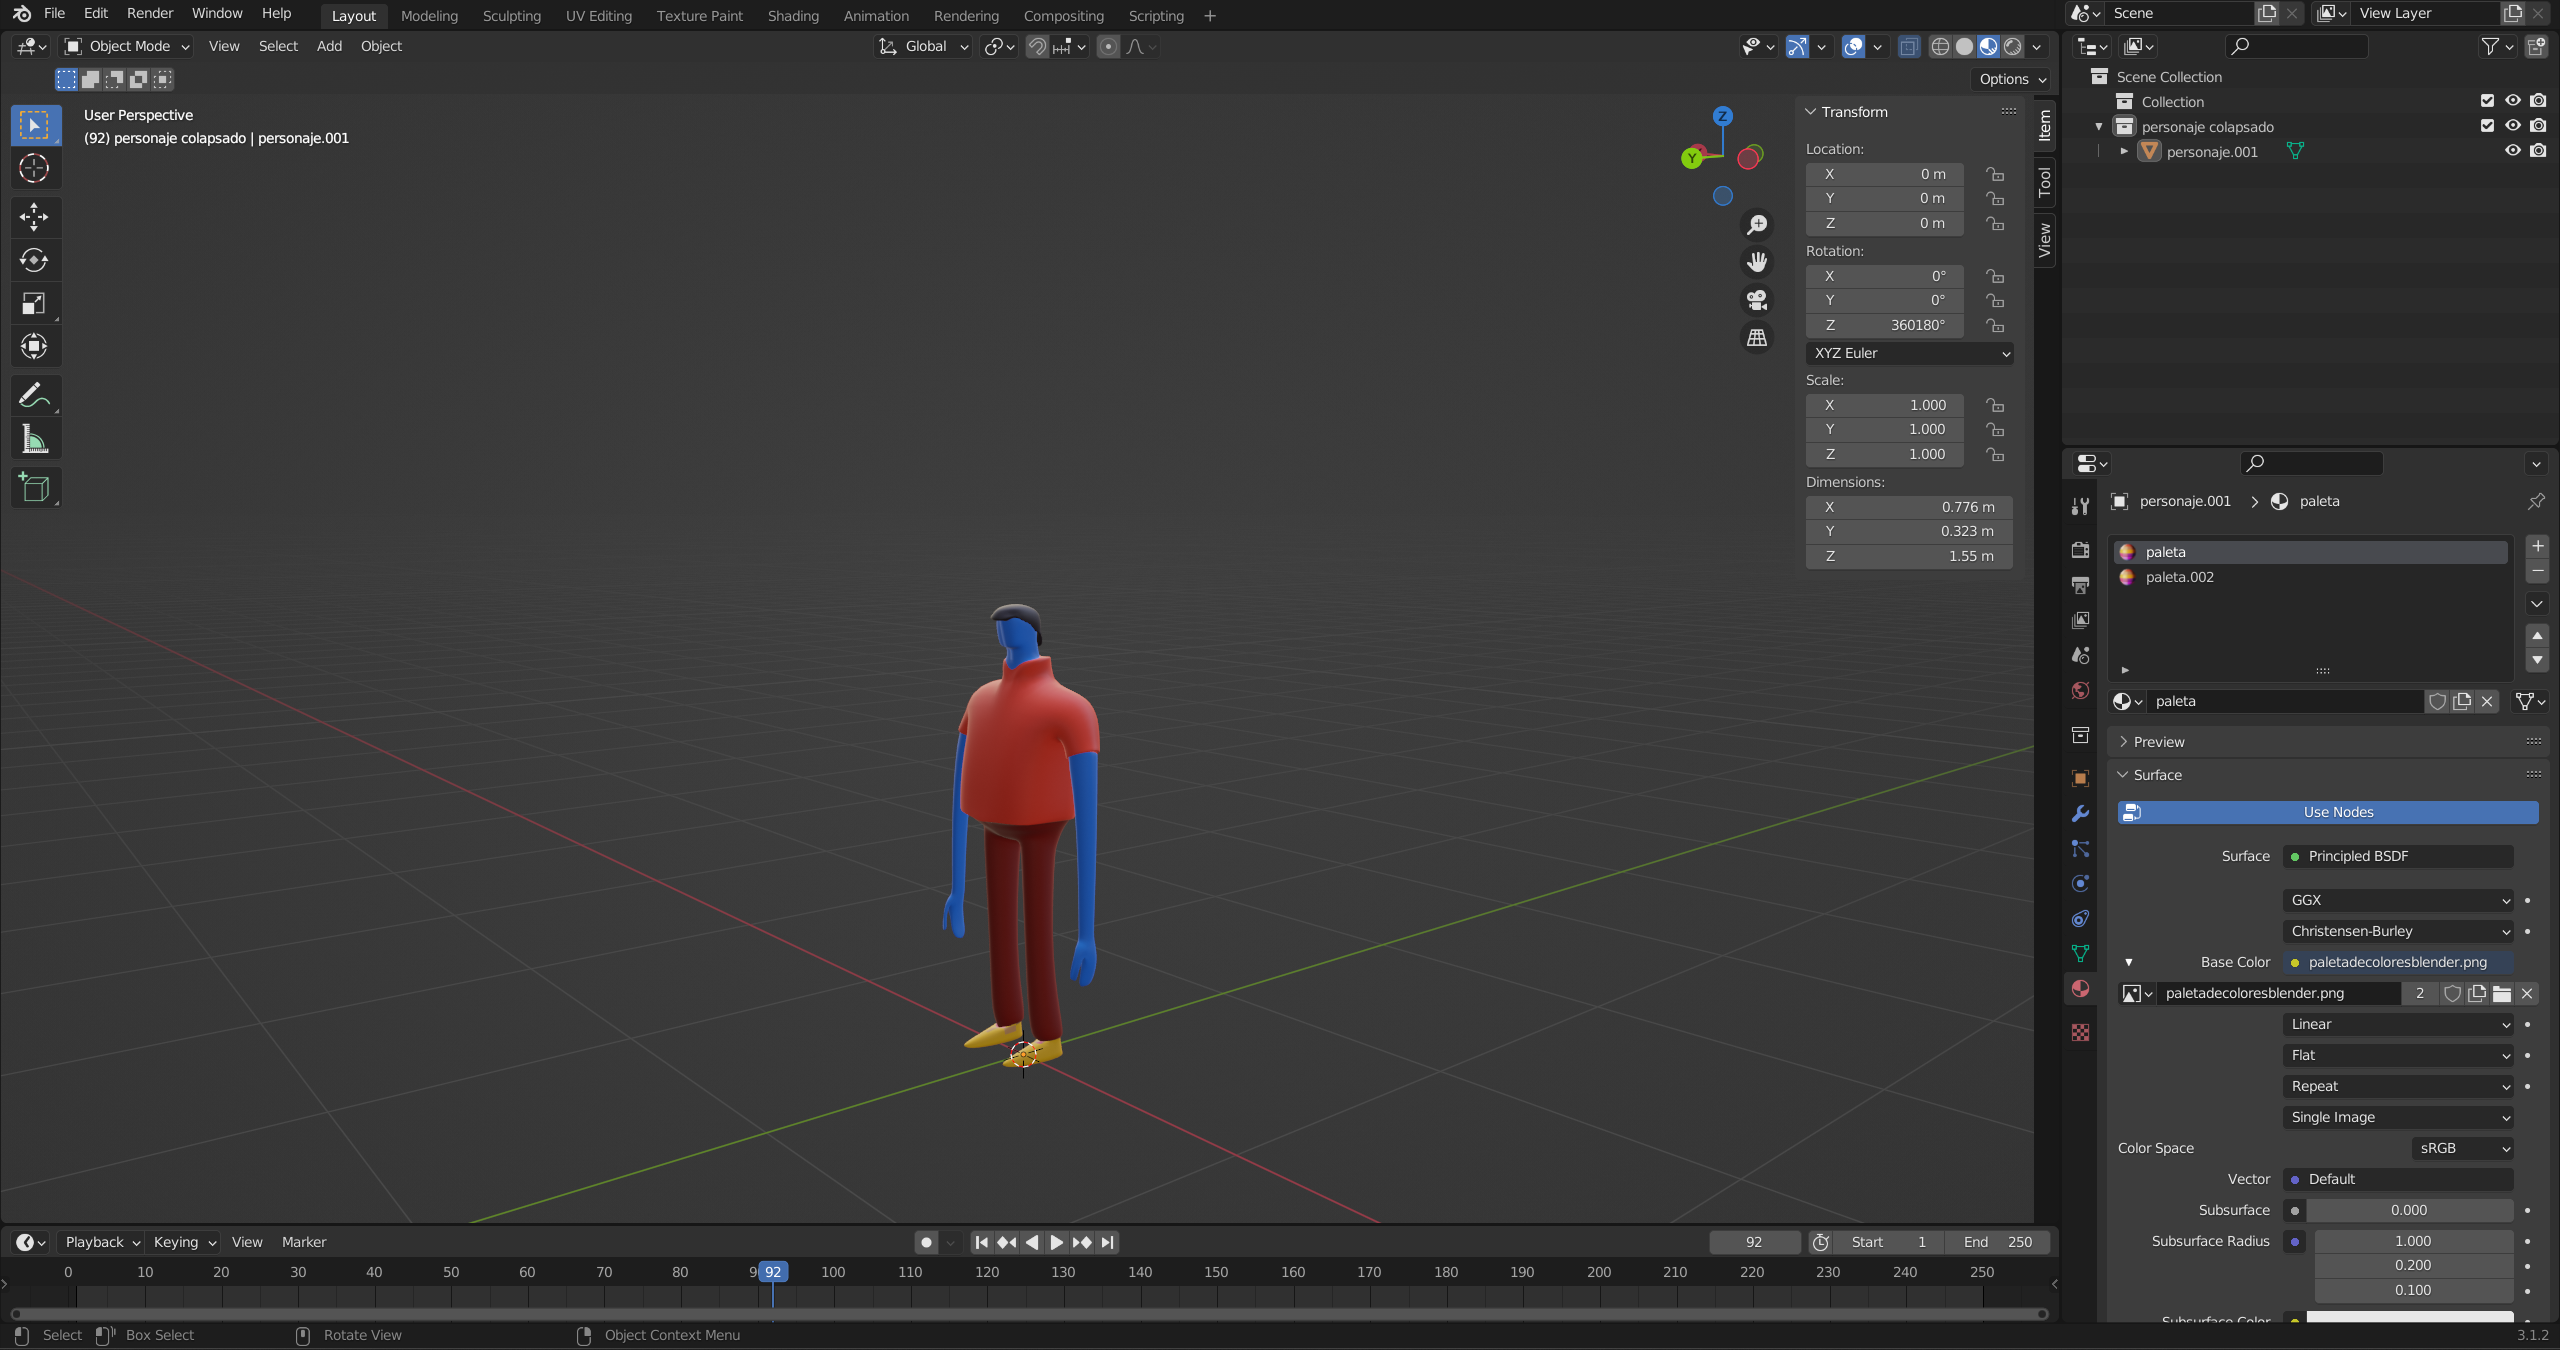 File Edit Render Window Help Layout Modeling Sculpting UV Editing Texture Paint Shading Animation Rendering Compositing Scripting Scene View Layer
Object Mode View Select Add Object Global
Options
User Perspective
(92) personaje colapsado | personaje.001
Z
Y
Transform
Location:
X 0 m
Y 0 m
Z 0 m
Rotation:
X 0°
Y 0°
Z 360180°
XYZ Euler
Scale:
X 1.000
Y 1.000
Z 1.000
Dimensions:
X 0.776 m
Y 0.323 m
Z 1.55 m
Item
Tool
View
Scene Collection
Collection
personaje colapsado
personaje.001
personaje.001 paleta
paleta
paleta.002
paleta
Preview
Surface
Use Nodes
Surface Principled BSDF
GGX
Christensen-Burley
Base Color paletadecoloresblender.png
paletadecoloresblender.png 2
Linear
Flat
Repeat
Single Image
Color Space sRGB
Vector Default
Subsurface 0.000
Subsurface Radius 1.000
0.200
0.100
Subsurface Color
Playback Keying View Marker 92 Start 1 End 250
0 10 20 30 40 50 60 70 80 9 92 100 110 120 130 140 150 160 170 180 190 200 210 220 230 240 250
Select Box Select Rotate View Object Context Menu 3.1.2